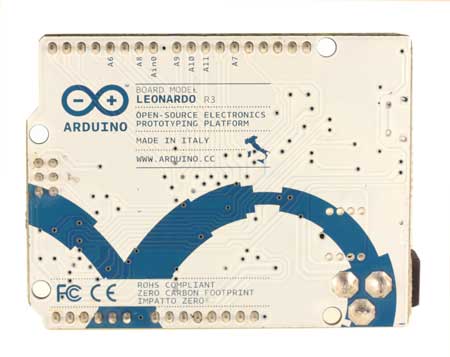 A6
A8
Ain0
A9
A10
A11
A7
BOARD MODEL
LEONARDO R3
OPEN-SOURCE ELECTRONICS
PROTOTYPING PLATFORM
ARDUINO
MADE IN ITALY
WWW.ARDUINO.CC
FC CE
ROHS COMPLIANT
ZERO CARBON FOOTPRINT
IMPATTO ZERO®